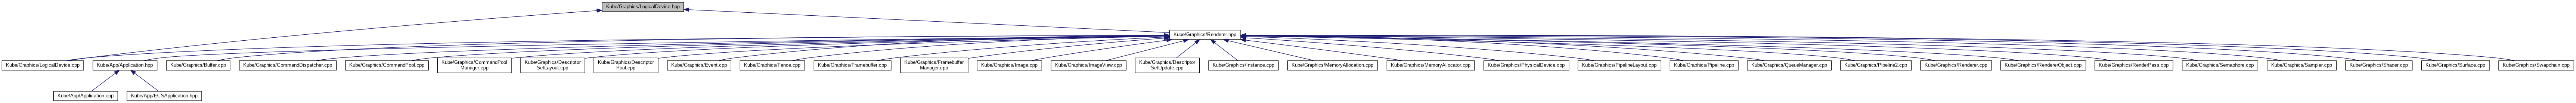 Kube/Graphics/LogicalDevice.hpp
Kube/Graphics/Renderer.hpp
Kube/Graphics/LogicalDevice.cpp
Kube/App/Application.hpp
Kube/Graphics/Buffer.cpp
Kube/Graphics/CommandDispatcher.cpp
Kube/Graphics/CommandPool.cpp
Kube/Graphics/CommandPool
Manager.cpp
Kube/Graphics/Descriptor
SetLayout.cpp
Kube/Graphics/Descriptor
Pool.cpp
Kube/Graphics/Event.cpp
Kube/Graphics/Fence.cpp
Kube/Graphics/Framebuffer.cpp
Kube/Graphics/Framebuffer
Manager.cpp
Kube/Graphics/Image.cpp
Kube/Graphics/ImageView.cpp
Kube/Graphics/Descriptor
SetUpdate.cpp
Kube/Graphics/Instance.cpp
Kube/Graphics/MemoryAllocation.cpp
Kube/Graphics/MemoryAllocator.cpp
Kube/Graphics/PhysicalDevice.cpp
Kube/Graphics/PipelineLayout.cpp
Kube/Graphics/Pipeline.cpp
Kube/Graphics/QueueManager.cpp
Kube/Graphics/Pipeline2.cpp
Kube/Graphics/Renderer.cpp
Kube/Graphics/RendererObject.cpp
Kube/Graphics/RenderPass.cpp
Kube/Graphics/Semaphore.cpp
Kube/Graphics/Sampler.cpp
Kube/Graphics/Shader.cpp
Kube/Graphics/Surface.cpp
Kube/Graphics/Swapchain.cpp
Kube/App/Application.cpp
Kube/App/ECSApplication.hpp